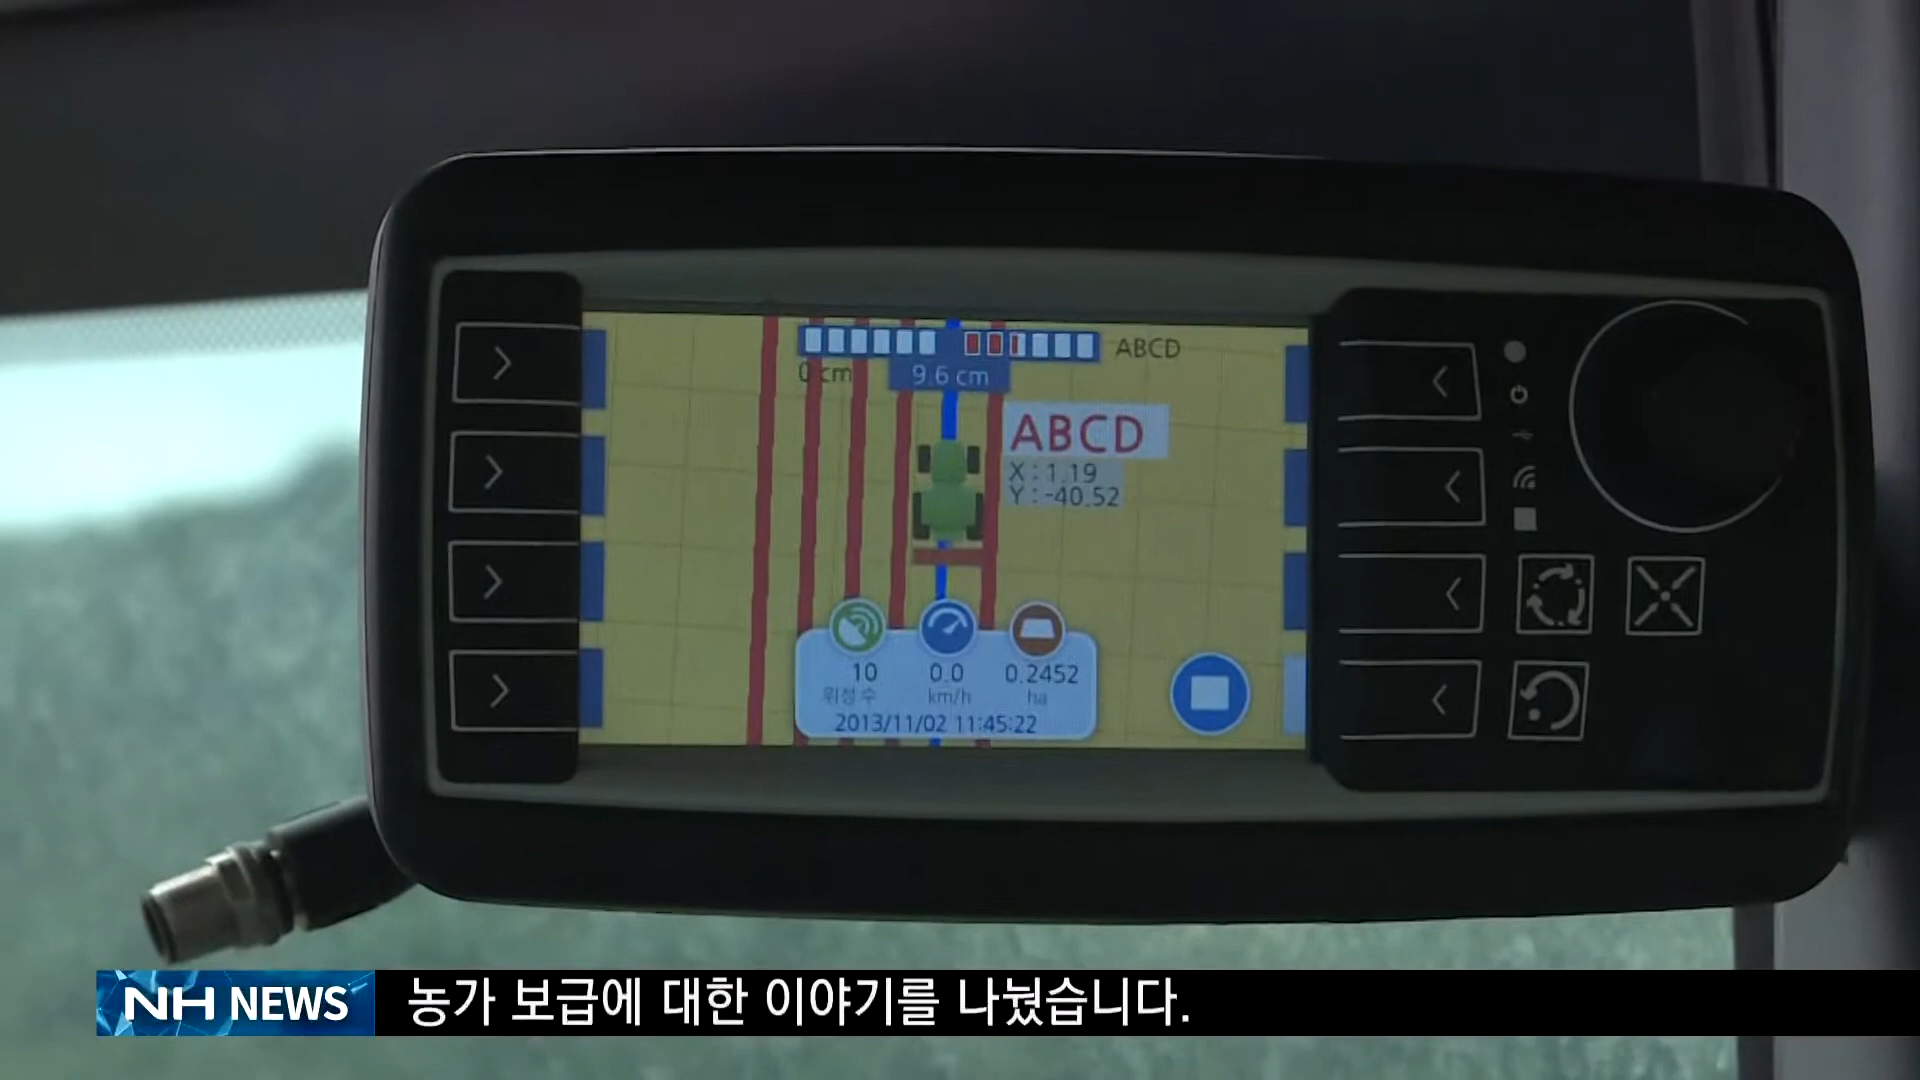 ABCD
0 cm
9.6 cm
ABCD
X : 1.19
Y : -40.52
10 0.0 0.2452
위성수 km/h ha
2013/11/02 11:45:22
NH NEWS 농가 보급에 대한 이야기를 나눴습니다.